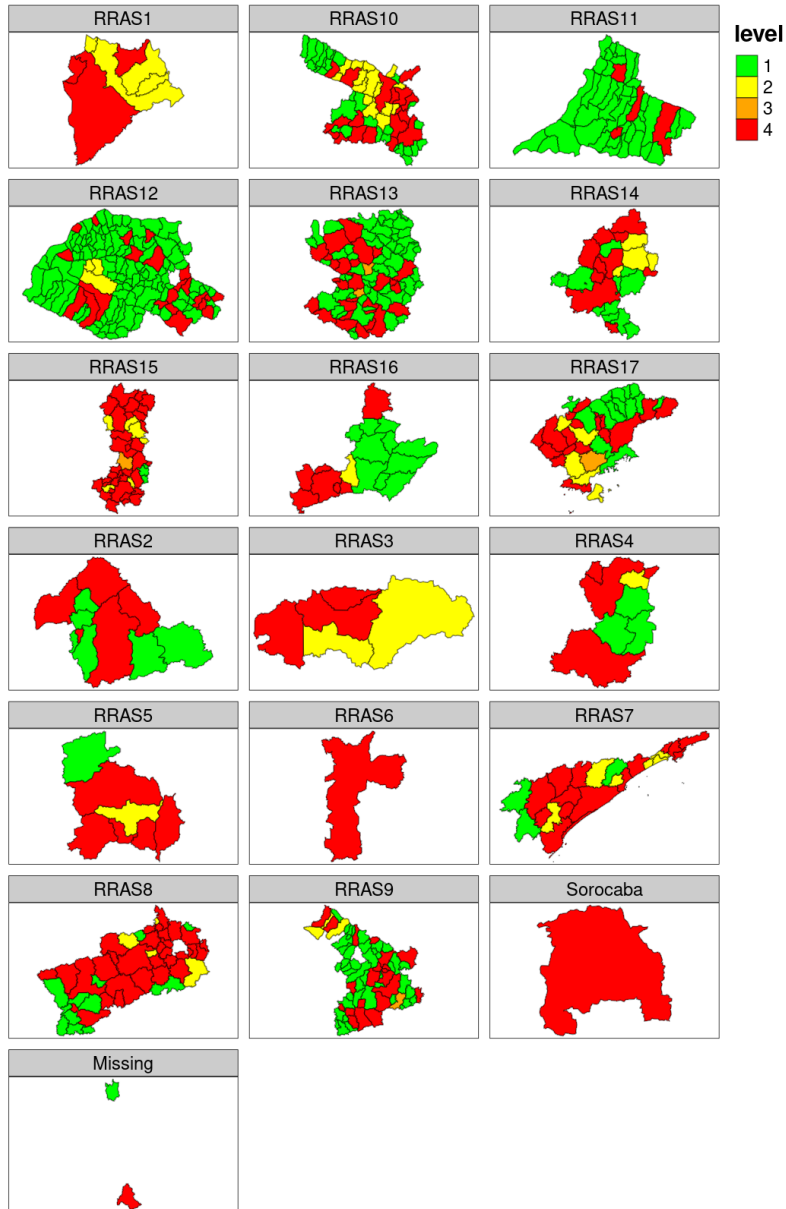 RRAS1 RRAS10 RRAS11
level
1
2
3
4
RRAS12 RRAS13 RRAS14
RRAS15 RRAS16 RRAS17
RRAS2 RRAS3 RRAS4
RRAS5 RRAS6 RRAS7
RRAS8 RRAS9 Sorocaba
Missing